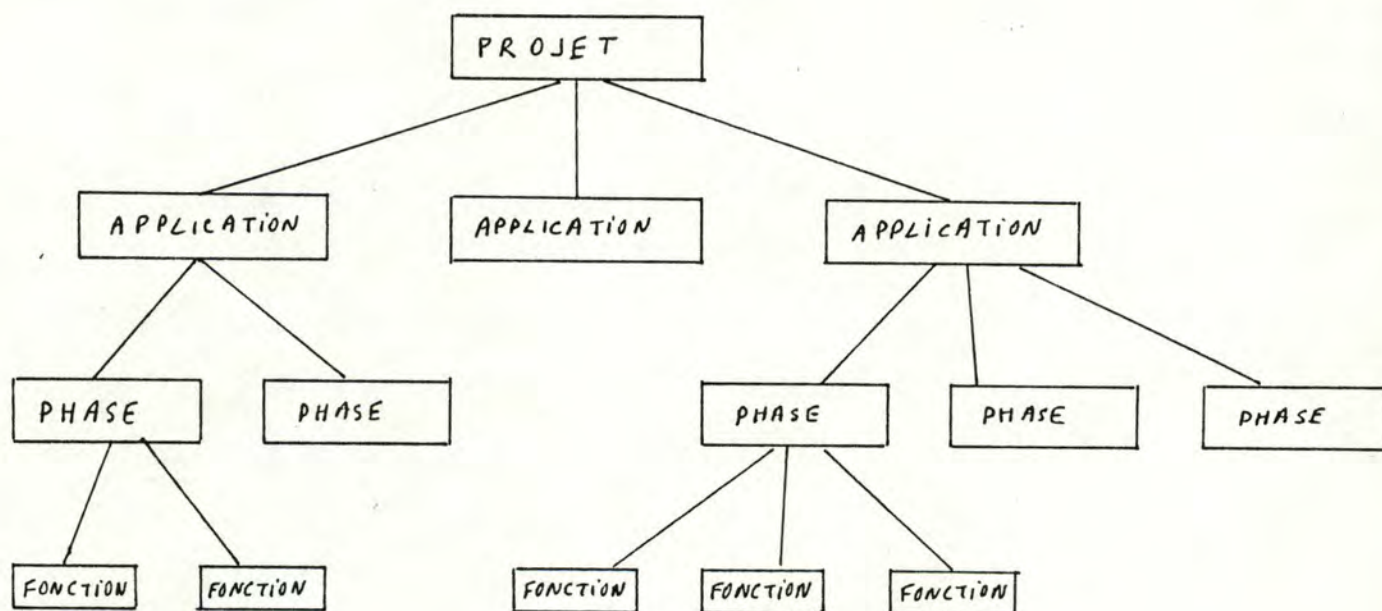 PROJET
APPLICATION APPLICATION APPLICATION
PHASE PHASE PHASE PHASE PHASE
FONCTION FONCTION FONCTION FONCTION FONCTION